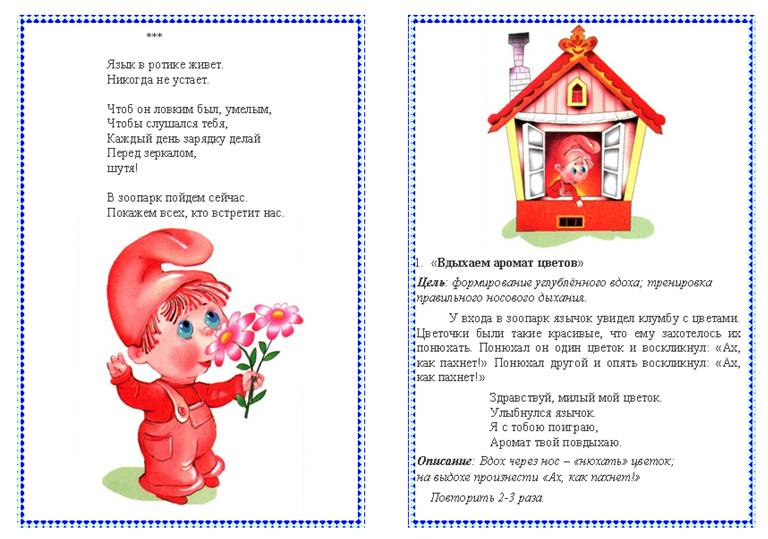 ***
Язык в ротике живет.
Никогда не устает.
Чтоб он ловким был, умелым,
Чтобы слушался тебя,
Каждый день зарядку делай
Перед зеркалом,
шутя!
В зоопарк пойдем сейчас.
Покажем всех, кто встретит нас.
1. «Вдыхаем аромат цветов»
Цель: формирование углублённого вдоха; тренировка
правильного носового дыхания.
У входа в зоопарк язычок увидел клумбу с цветами.
Цветочки были такие красивые, что ему захотелось их
понюхать. Понюхал он один цветок и воскликнул: «Ах,
как пахнет!» Понюхал другой и опять воскликнул: «Ах,
как пахнет!»
Здравствуй, милый мой цветок.
Улыбнулся язычок.
Я с тобою поиграю,
Аромат твой повдыхаю.
Описание: Вдох через нос – «нюхать» цветок;
на выдохе произнести «Ах, как пахнет!»
Повторить 2-3 раза.